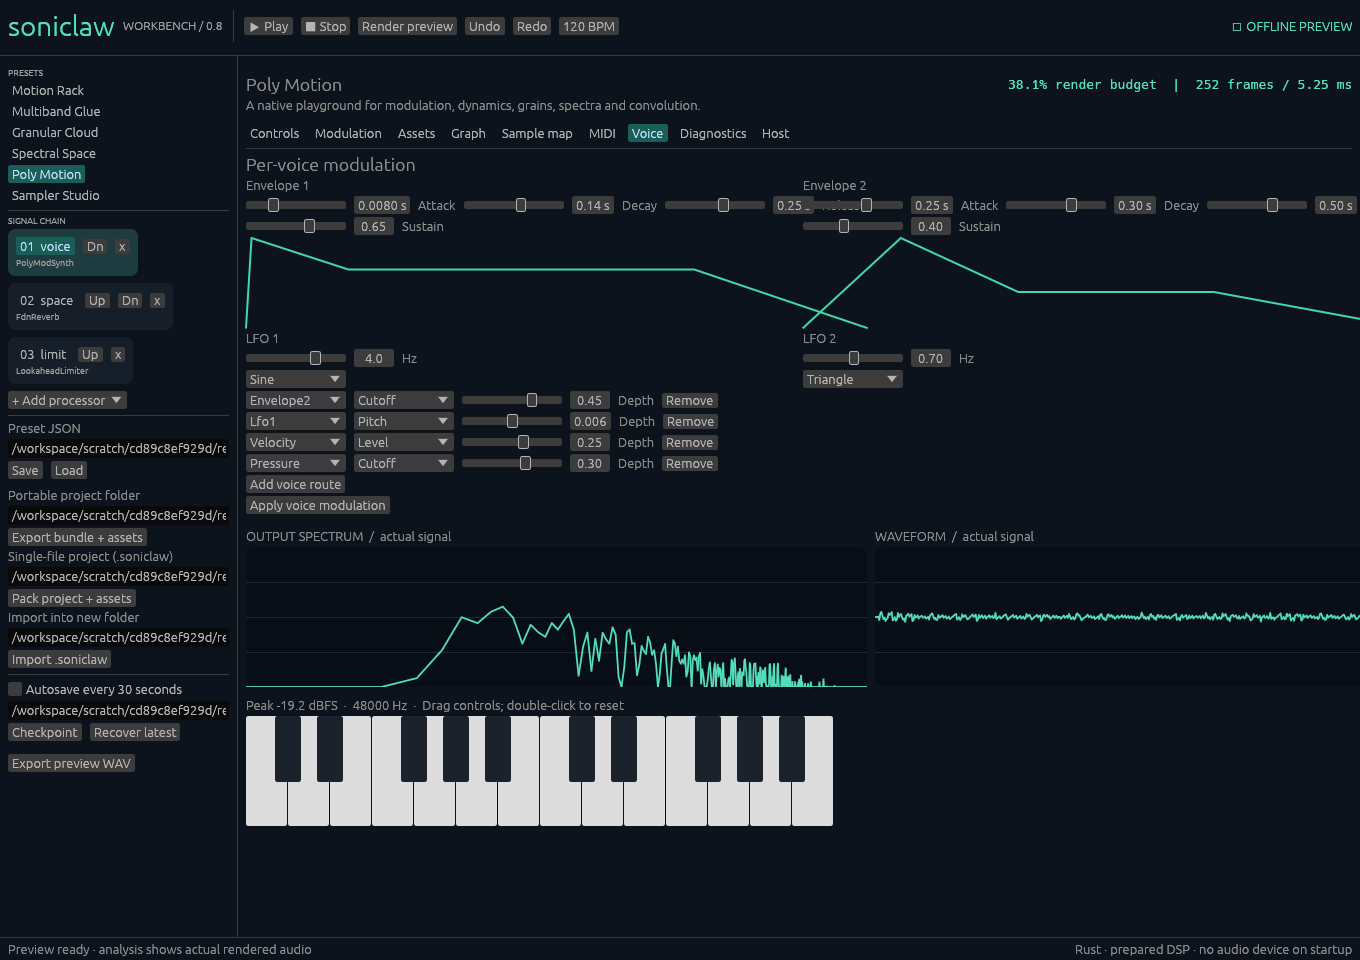 soniclaw WORKBENCH / 0.8 ▶ Play ■ Stop Render preview Undo Redo 120 BPM OFFLINE PREVIEW
PRESETS
Motion Rack
Multiband Glue
Granular Cloud
Spectral Space
Poly Motion
Sampler Studio
SIGNAL CHAIN
01 voice Dn x
PolyModSynth
02 space Up Dn x
FdnReverb
03 limit Up x
LookaheadLimiter
+ Add processor
Preset JSON
/workspace/scratch/cd89c8ef929d/re
Save Load
Portable project folder
/workspace/scratch/cd89c8ef929d/re
Export bundle + assets
Single-file project (.soniclaw)
/workspace/scratch/cd89c8ef929d/re
Pack project + assets
Import into new folder
/workspace/scratch/cd89c8ef929d/re
Import .soniclaw
Autosave every 30 seconds
/workspace/scratch/cd89c8ef929d/re
Checkpoint Recover latest
Export preview WAV
Poly Motion
38.1% render budget | 252 frames / 5.25 ms
A native playground for modulation, dynamics, grains, spectra and convolution.
Controls Modulation Assets Graph Sample map MIDI Voice Diagnostics Host
Per-voice modulation
Envelope 1
0.0080 s Attack 0.14 s Decay 0.25 s
0.65 Sustain
Envelope 2
0.25 s Attack 0.30 s Decay 0.50 s
0.40 Sustain
LFO 1
4.0 Hz
Sine
LFO 2
0.70 Hz
Triangle
Envelope2 Cutoff 0.45 Depth Remove
Lfo1 Pitch 0.006 Depth Remove
Velocity Level 0.25 Depth Remove
Pressure Cutoff 0.30 Depth Remove
Add voice route
Apply voice modulation
OUTPUT SPECTRUM / actual signal
WAVEFORM / actual signal
Peak -19.2 dBFS · 48000 Hz · Drag controls; double-click to reset
Preview ready · analysis shows actual rendered audio
Rust · prepared DSP · no audio device on startup